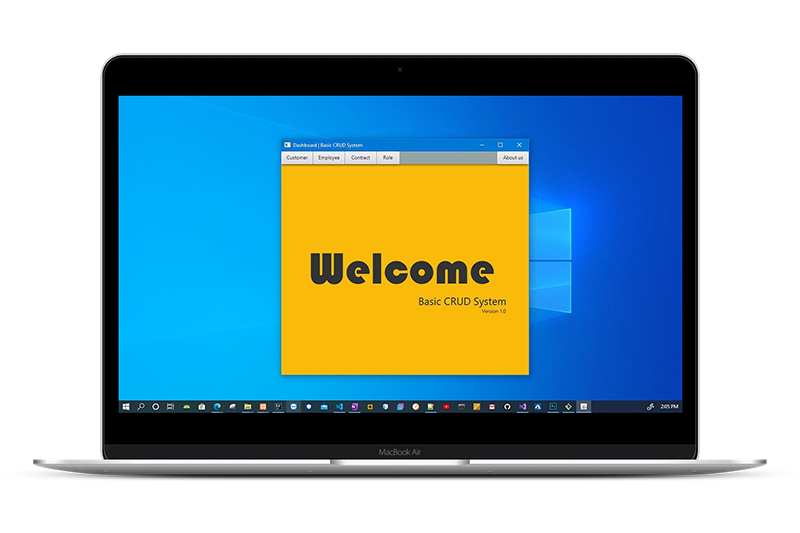 Dashboard | Basic CRUD System
Customer Employee Contract Role About us
Welcome
Basic CRUD System
Version 1.0
2:05 PM
MacBook Air